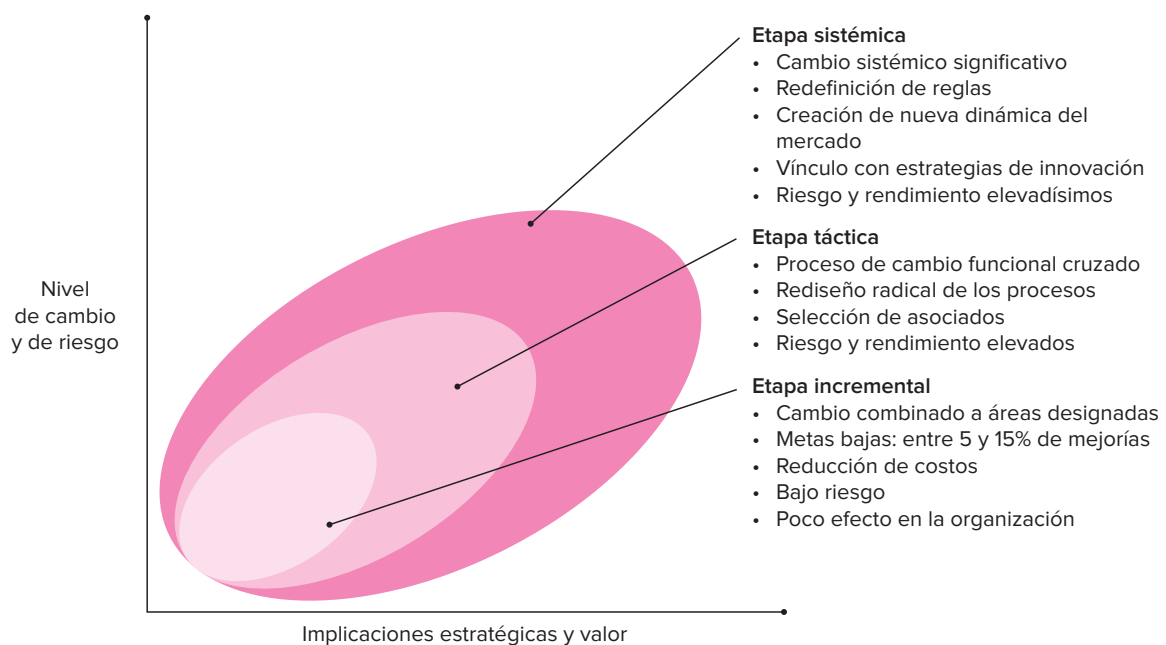 Nivel
de cambio
y de riesgo
Etapa sistémica
• Cambio sistémico significativo
• Redefinición de reglas
• Creación de nueva dinámica del
mercado
• Vínculo con estrategias de innovación
• Riesgo y rendimiento elevadísimos
Etapa táctica
• Proceso de cambio funcional cruzado
• Rediseño radical de los procesos
• Selección de asociados
• Riesgo y rendimiento elevados
Etapa incremental
• Cambio combinado a áreas designadas
• Metas bajas: entre 5 y 15% de mejorías
• Reducción de costos
• Bajo riesgo
• Poco efecto en la organización
Implicaciones estratégicas y valor